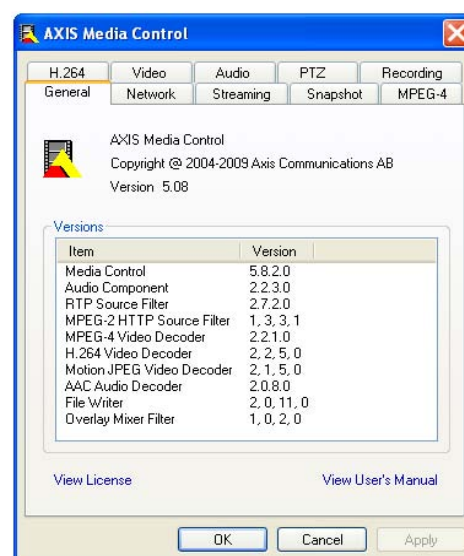 AXIS Media Control
H.264 Video Audio PTZ Recording
General Network Streaming Snapshot MPEG-4
AXIS Media Control
Copyright @ 2004-2009 Axis Communications AB
Version 5.08
Versions
Item Version
Media Control 5.8.2.0
Audio Component 2.2.3.0
RTP Source Filter 2.7.2.0
MPEG-2 HTTP Source Filter 1, 3, 3, 1
MPEG-4 Video Decoder 2.2.1.0
H.264 Video Decoder 2, 2, 5, 0
Motion JPEG Video Decoder 2, 1, 5, 0
AAC Audio Decoder 2.0.8.0
File Writer 2, 0, 11, 0
Overlay Mixer Filter 1, 0, 2, 0
View License View User's Manual
OK Cancel Apply